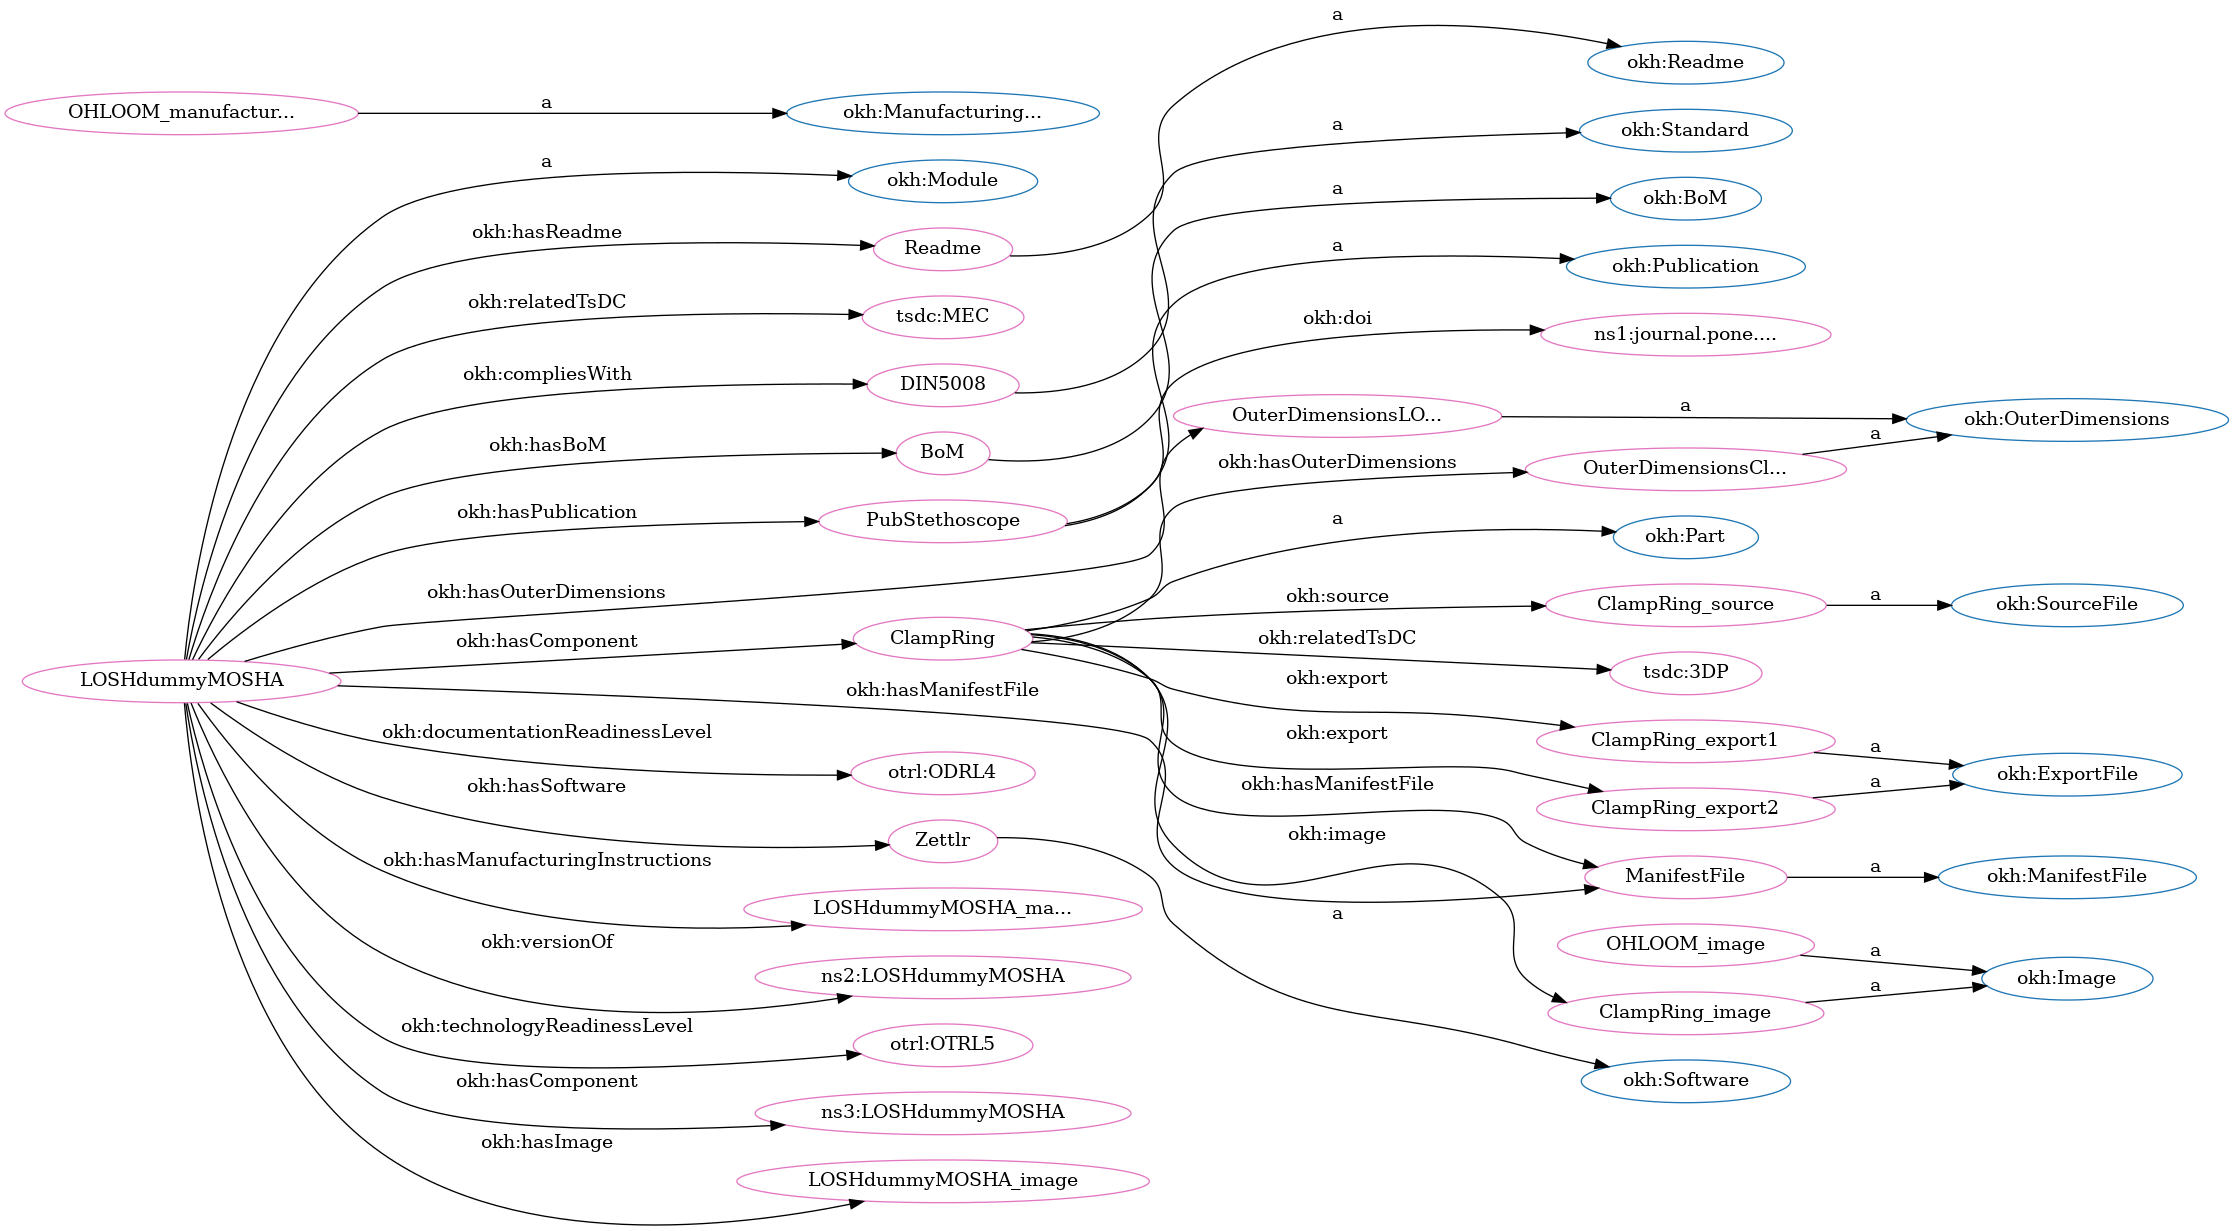 a
okh:Readme
OHLOOM_manufactur...
a
okh:Manufacturing...
a
okh:Standard
a
okh:Module
a
okh:BoM
okh:hasReadme
Readme
a
okh:Publication
okh:relatedTsDC
tsdc:MEC
okh:doi
ns1:journal.pone....
okh:compliesWith
DIN5008
OuterDimensionsLO...
a
okh:OuterDimensions
okh:hasBoM
BoM
okh:hasOuterDimensions
OuterDimensionsCl...
a
okh:hasPublication
PubStethoscope
a
okh:Part
okh:hasOuterDimensions
okh:source
ClampRing_source
a
okh:SourceFile
okh:hasComponent
ClampRing
okh:relatedTsDC
tsdc:3DP
LOSHdummyMOSHA
okh:hasManifestFile
okh:export
okh:documentationReadinessLevel
okh:export
ClampRing_export1
a
otrl:ODRL4
okh:ExportFile
okh:hasSoftware
okh:hasManifestFile
ClampRing_export2
a
Zettlr
okh:image
okh:hasManufacturingInstructions
ManifestFile
a
okh:ManifestFile
LOSHdummyMOSHA_ma...
a
okh:versionOf
OHLOOM_image
a
ns2:LOSHdummyMOSHA
okh:Image
okh:technologyReadinessLevel
ClampRing_image
a
otrl:OTRL5
okh:hasComponent
okh:Software
ns3:LOSHdummyMOSHA
okh:hasImage
LOSHdummyMOSHA_image